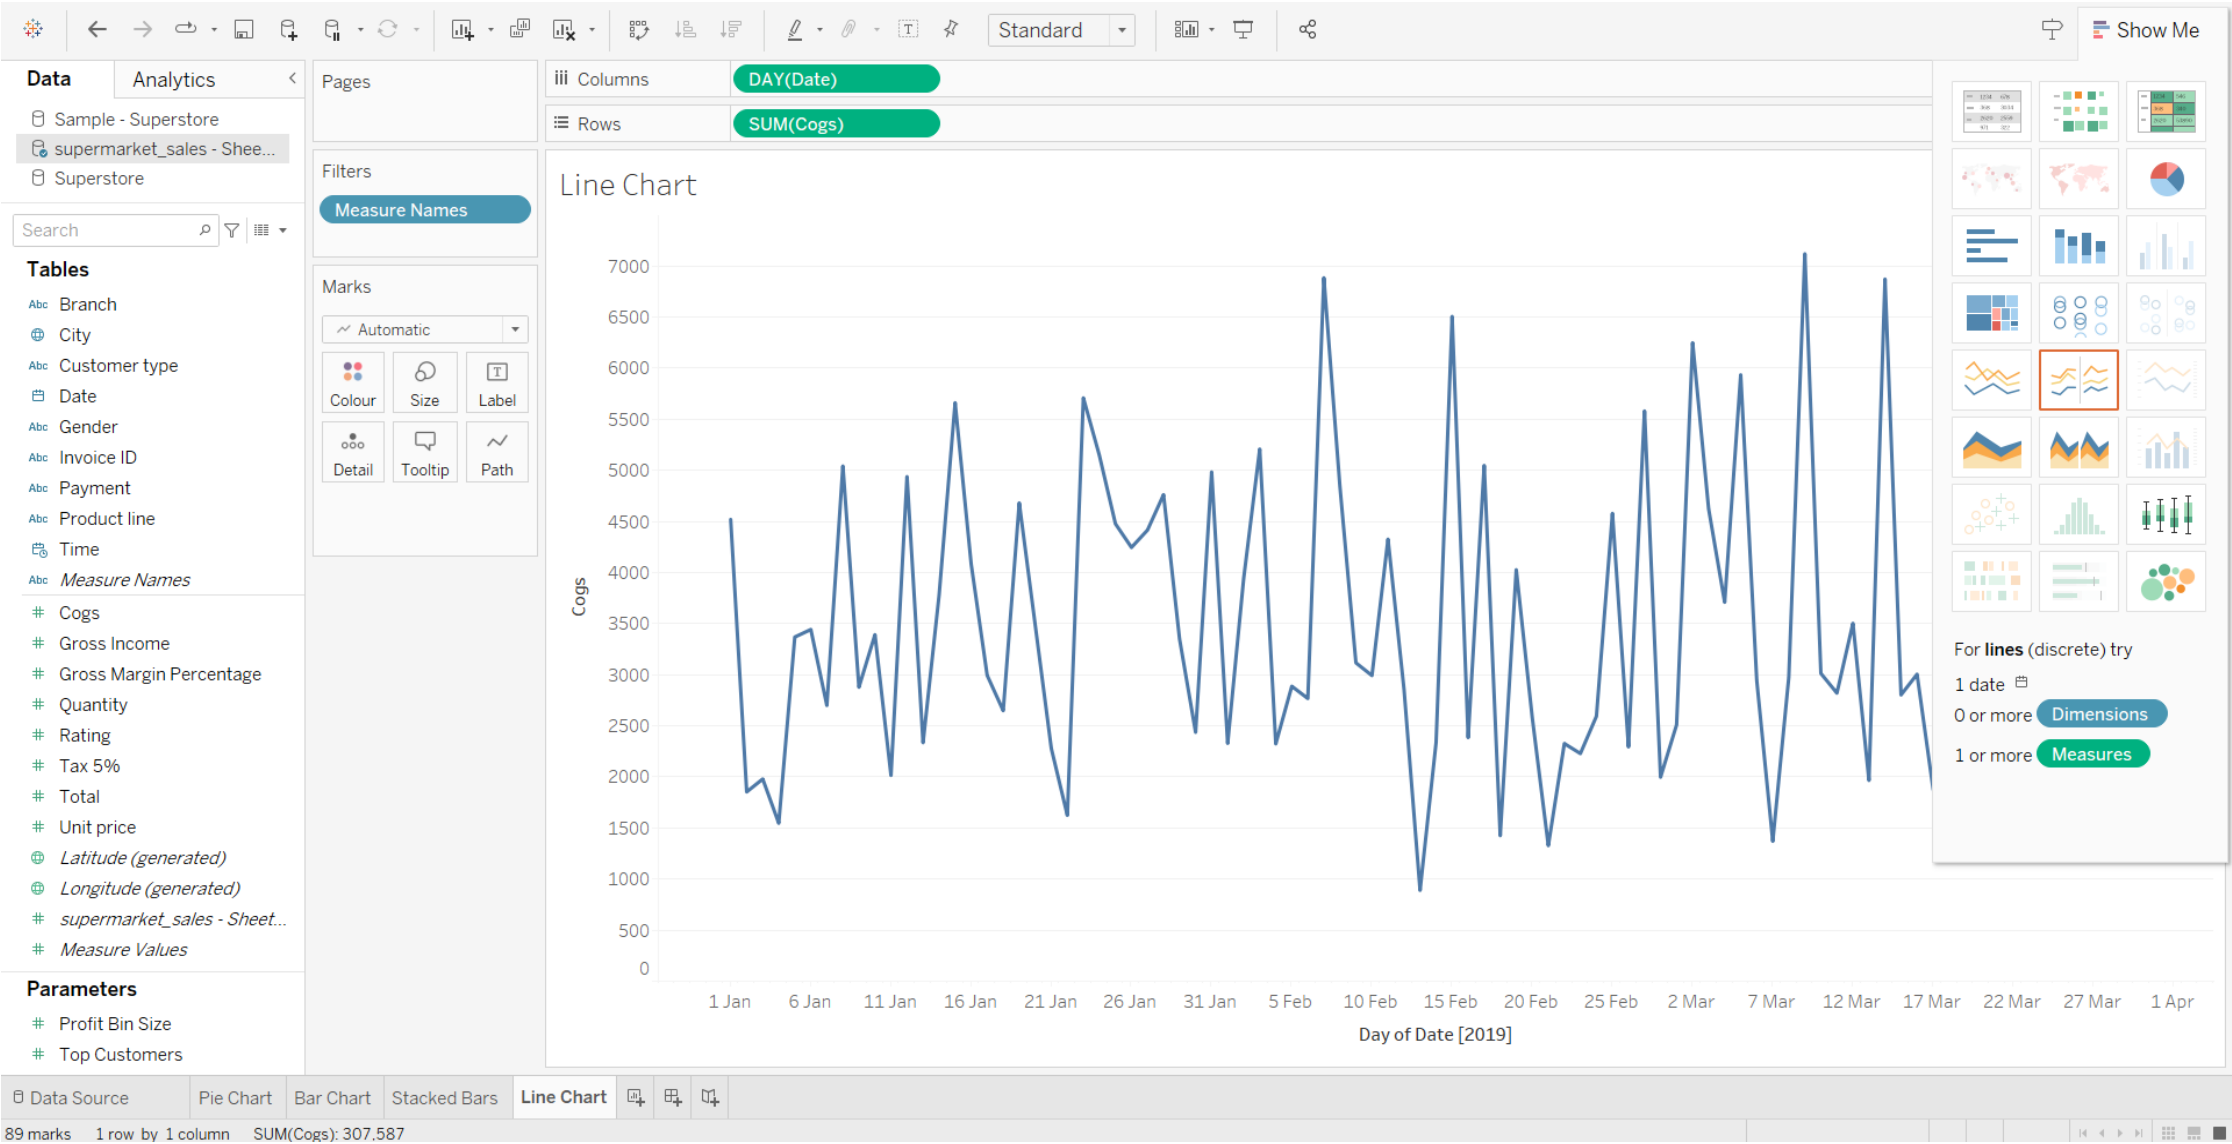 Standard
Show Me
Data
Analytics
Sample - Superstore
supermarket_sales - Shee...
Superstore
Search
Tables
Abc Branch
City
Abc Customer type
Date
Abc Gender
Abc Invoice ID
Abc Payment
Abc Product line
Time
Abc Measure Names
# Cogs
# Gross Income
# Gross Margin Percentage
# Quantity
# Rating
# Tax 5%
# Total
# Unit price
Latitude (generated)
Longitude (generated)
# supermarket_sales - Sheet...
# Measure Values
Parameters
# Profit Bin Size
# Top Customers
Pages
Filters
Measure Names
Marks
Automatic
Colour
Size
Label
Detail
Tooltip
Path
Columns
DAY(Date)
Rows
SUM(Cogs)
Line Chart
7000
6500
6000
5500
5000
4500
4000
3500
3000
2500
2000
1500
1000
500
0
Cogs
1 Jan
6 Jan
11 Jan
16 Jan
21 Jan
26 Jan
31 Jan
5 Feb
10 Feb
15 Feb
20 Feb
25 Feb
2 Mar
7 Mar
12 Mar
17 Mar
22 Mar
27 Mar
1 Apr
Day of Date [2019]
For lines (discrete) try
1 date
0 or more Dimensions
1 or more Measures
Data Source
Pie Chart
Bar Chart
Stacked Bars
Line Chart
89 marks
1 row by 1 column
SUM(Cogs): 307,587